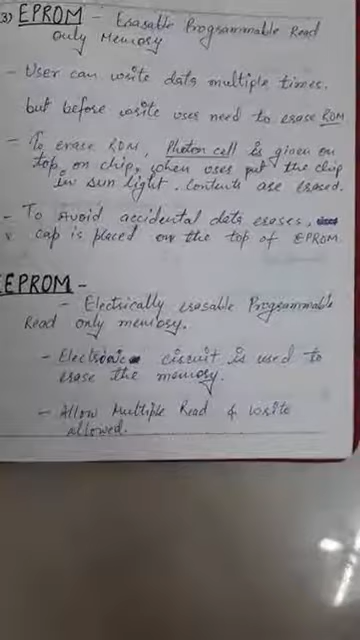 3) EPROM - Erasable Programmable Read
Only Memory
- User can write data multiple times.
but before write user need to erase ROM
- To erase ROM, Photon cell is given on
top on chip, when user put the chip
in sun light. Contents are erased.
- To Avoid accidental data erases,
cap is placed on the top of EPROM
EEPROM -
- Electrically erasable Programmable
Read only memory.
- Electronic circuit is used to
erase the memory.
- Allow Multiple Read & write
allowed.